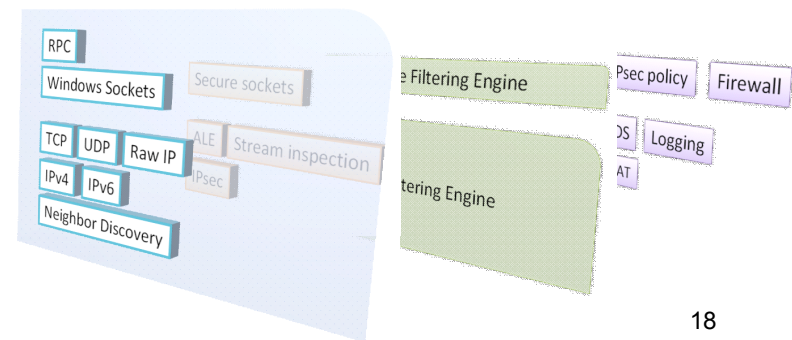 RPC
Windows Sockets
Secure sockets
TCP UDP Raw IP
ALE Stream inspection
IPv4 IPv6
IPsec
Neighbor Discovery
e Filtering Engine
tering Engine
Psec policy
Firewall
OS
Logging
AT
18